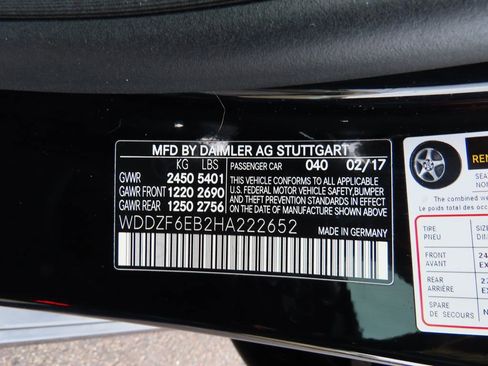 MFD BY DAIMLER AG STUTTGART
KG LBS PASSENGER CAR 040 02/17
GVWR 2450 5401 THIS VEHICLE CONFORMS TO ALL APPLICABLE
GAWR FRONT 1220 2690 U.S. FEDERAL MOTOR VEHICLE SAFETY, BUMPER
GAWR REAR 1250 2756 AND THEFT PREVENTION STANDARDS IN EFFECT
ON THE DATE OF MANUFACTURE SHOWN ABOVE.
WDDZF6EB2HA222652 MADE IN GERMANY
The combined
Le poids total des
TIRE
PNEU
FRONT
AVANT
REAR
ARRIÈRE
SPARE
DE SECOURS